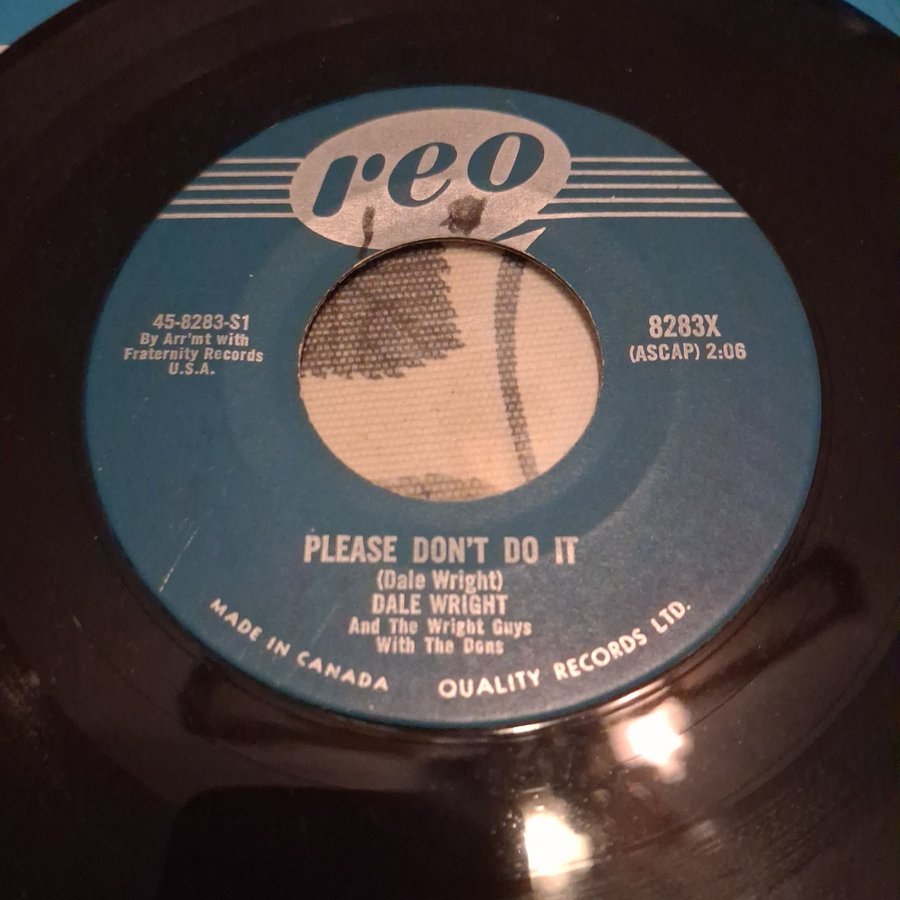 reo
45-8283-S1
By Arr'mt with
Fraternity Records
U.S.A.
8283X
(ASCAP) 2:06
PLEASE DON'T DO IT
(Dale Wright)
DALE WRIGHT
And The Wright Guys
With The Dons
MADE IN CANADA QUALITY RECORDS LTD.